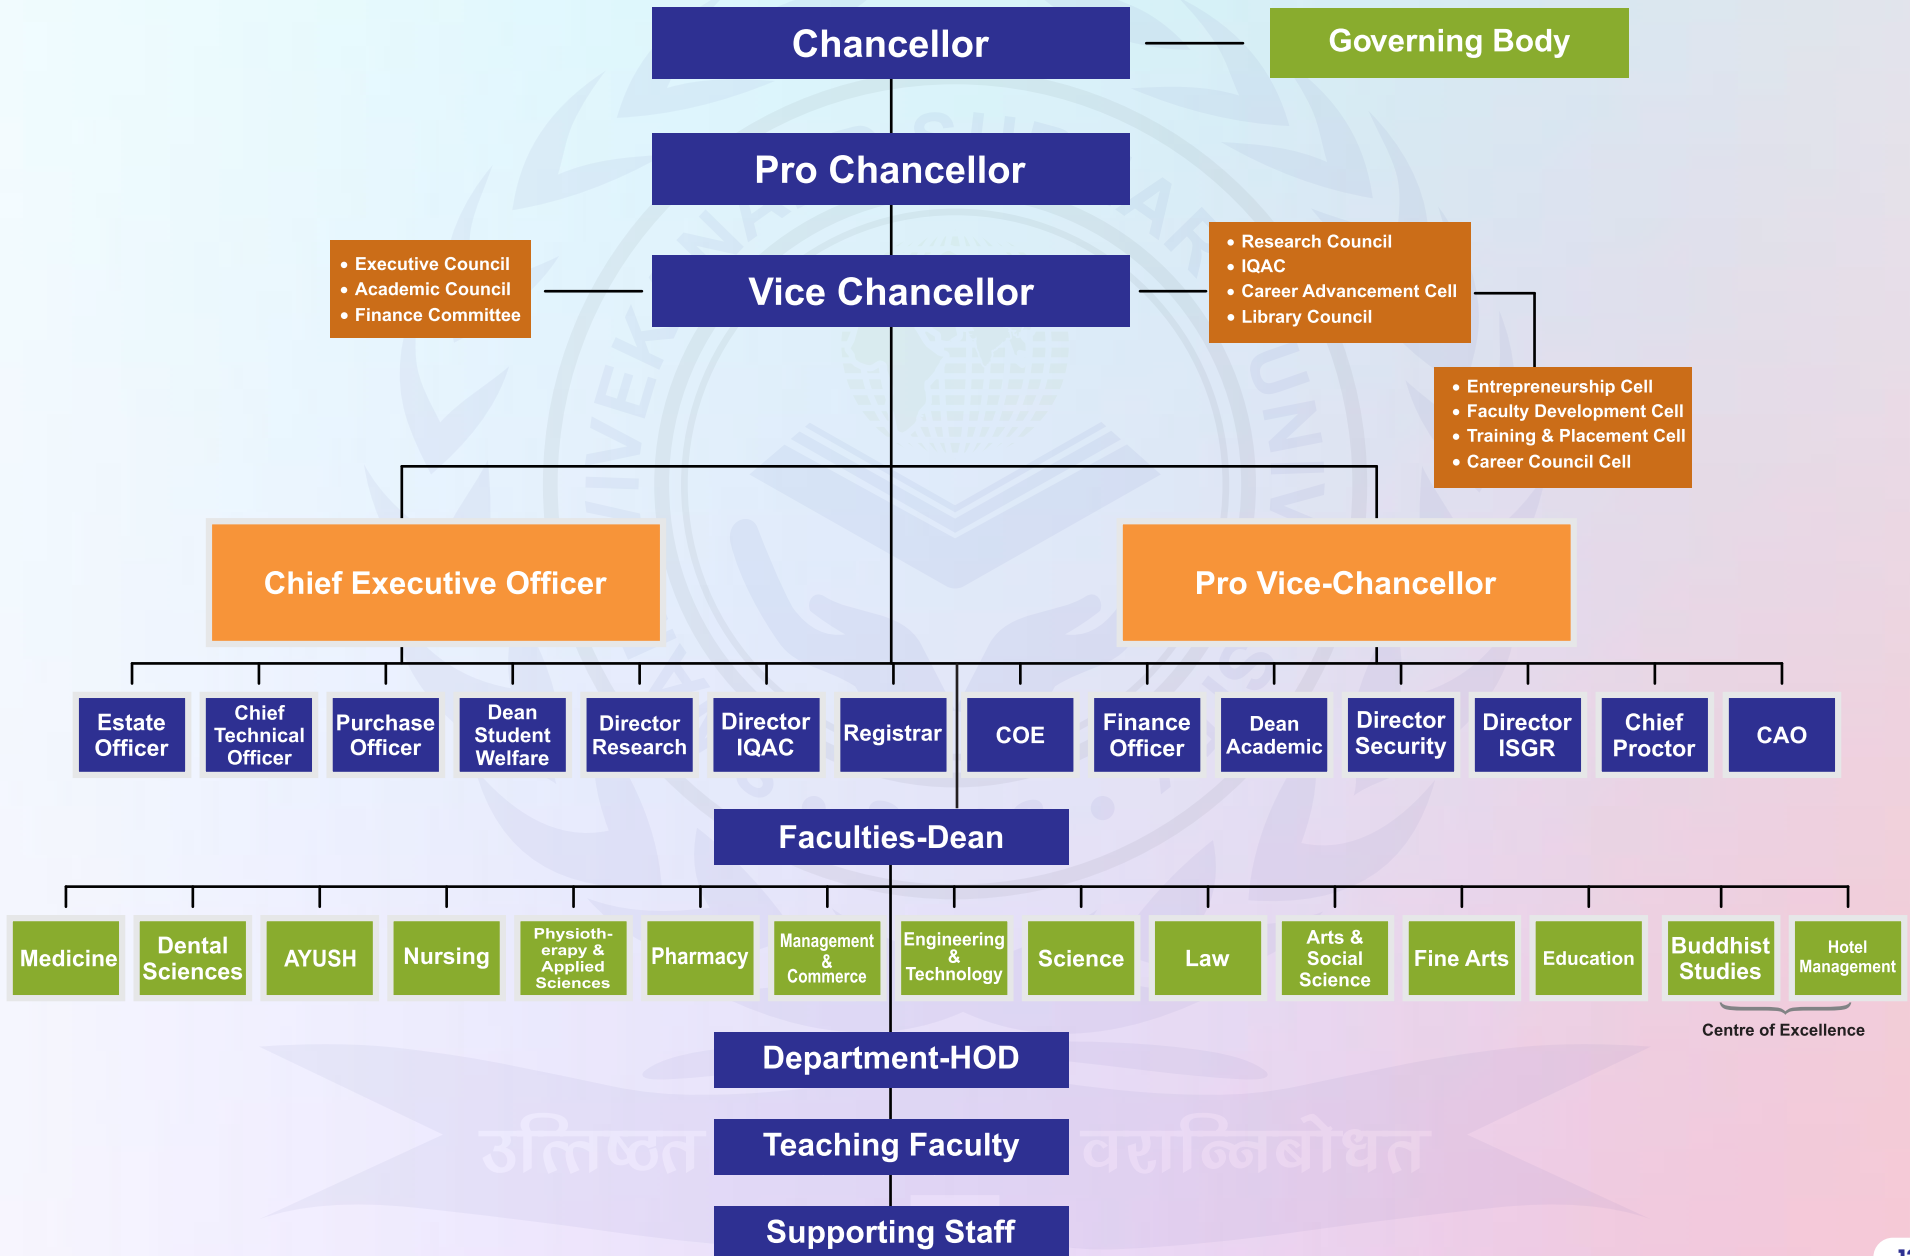 Chancellor
Governing Body
Pro Chancellor
• Executive Council
• Academic Council
• Finance Committee
Vice Chancellor
• Research Council
• IQAC
• Career Advancement Cell
• Library Council
• Entrepreneurship Cell
• Faculty Development Cell
• Training & Placement Cell
• Career Council Cell
Chief Executive Officer
Pro Vice-Chancellor
Estate
Officer
Chief
Technical
Officer
Purchase
Officer
Dean
Student
Welfare
Director
Research
Director
IQAC
Registrar
COE
Finance
Officer
Dean
Academic
Director
Security
Director
ISGR
Chief
Proctor
CAO
Faculties-Dean
Medicine
Dental
Sciences
AYUSH
Nursing
Physioth-
erapy &
Applied
Sciences
Pharmacy
Management
&
Commerce
Engineering
&
Technology
Science
Law
Arts &
Social
Science
Fine Arts
Education
Buddhist
Studies
Hotel
Management
Centre of Excellence
Department-HOD
उत्तिष्ठत
वरान्निबोधत
Teaching Faculty
Supporting Staff